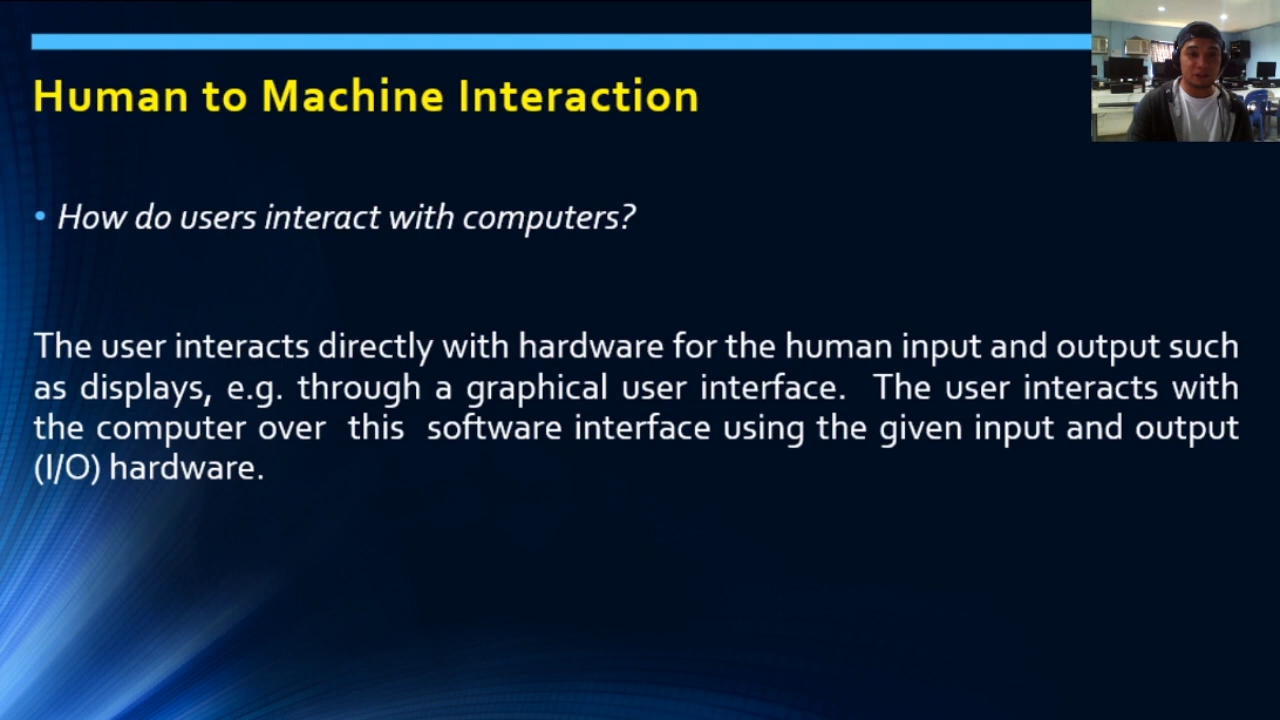 Human to Machine Interaction
• How do users interact with computers?
The user interacts directly with hardware for the human input and output such
as displays, e.g. through a graphical user interface. The user interacts with
the computer over this software interface using the given input and output
(I/O) hardware.